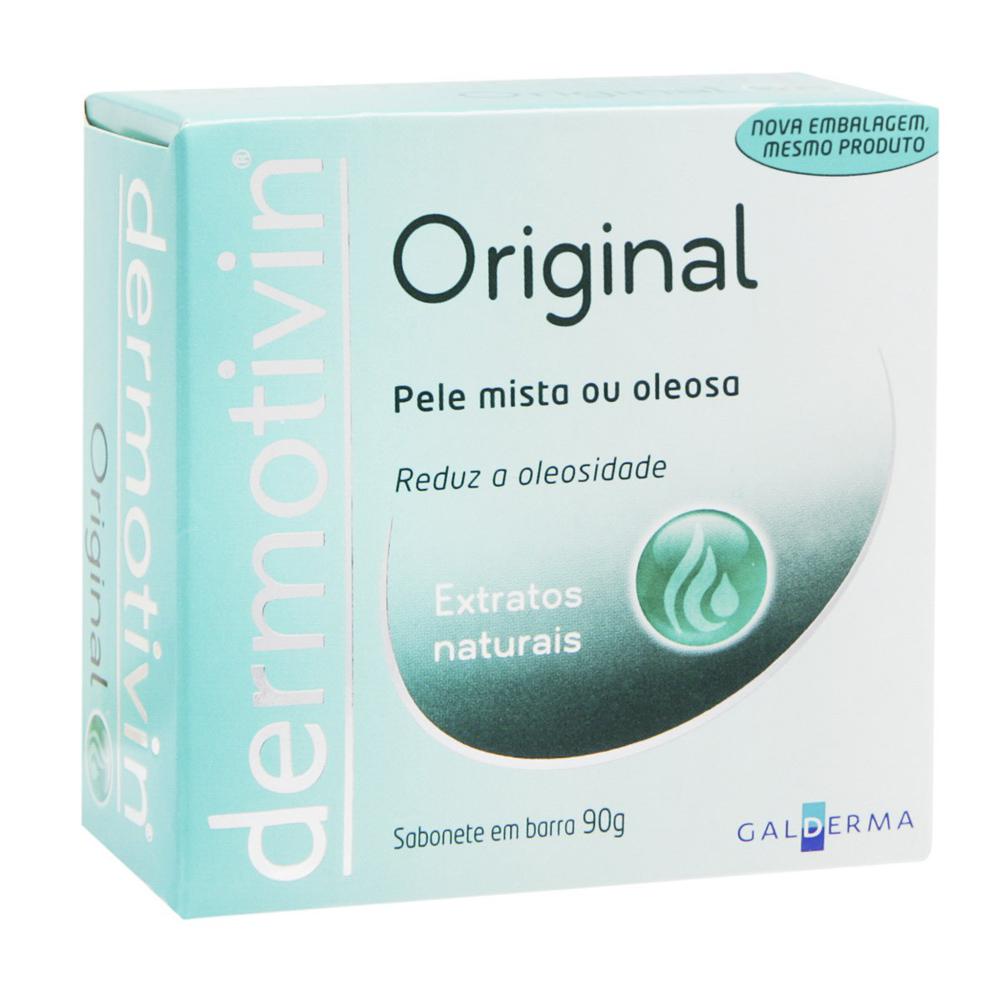 NOVA EMBALAGEM,
MESMO PRODUTO
dermotivin®
Original
Pele mista ou oleosa
Reduz a oleosidade
Extratos
naturais
Sabonete em barra 90g
GALDERMA
dermotivin®
Original
Original